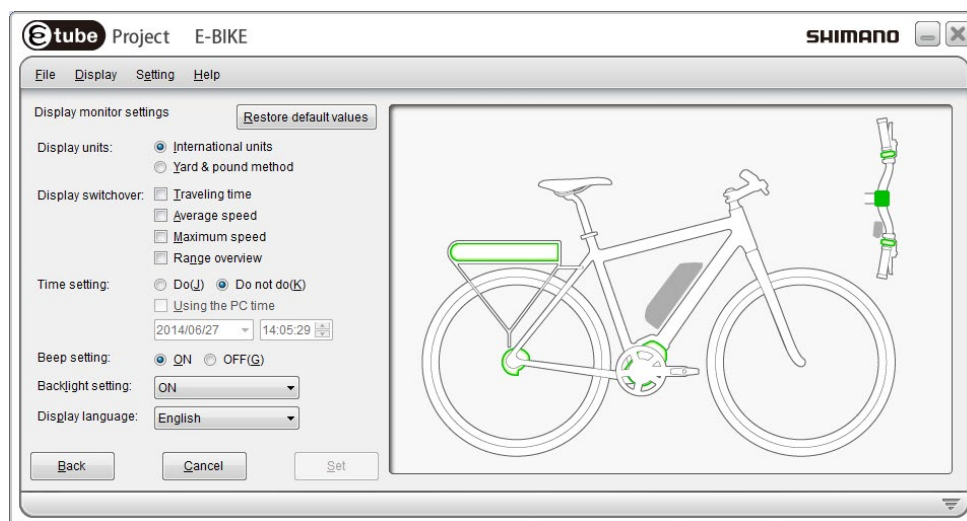 e tube Project E-BIKE SHIMANO
File Display Setting Help
Display monitor settings Restore default values
Display units: International units
Yard & pound method
Display switchover: Traveling time
Average speed
Maximum speed
Range overview
Time setting: Do(J) Do not do(K)
Using the PC time
2014/06/27 14:05:29
Beep setting: ON OFF(G)
Backlight setting: ON
Display language: English
Back Cancel Set